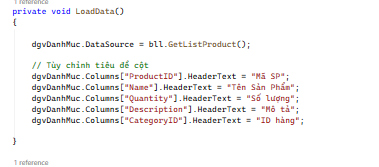 1 reference
private void LoadData()
{
dgvDanhMuc.DataSource = bll.GetListProduct();
// Tùy chỉnh tiêu đề cột
dgvDanhMuc.Columns["ProductID"].HeaderText = "Mã SP";
dgvDanhMuc.Columns["Name"].HeaderText = "Tên Sản Phẩm";
dgvDanhMuc.Columns["Quantity"].HeaderText = "Số lượng";
dgvDanhMuc.Columns["Description"].HeaderText = "Mô tả";
dgvDanhMuc.Columns["CategoryID"].HeaderText = "ID hàng";
}
1 reference